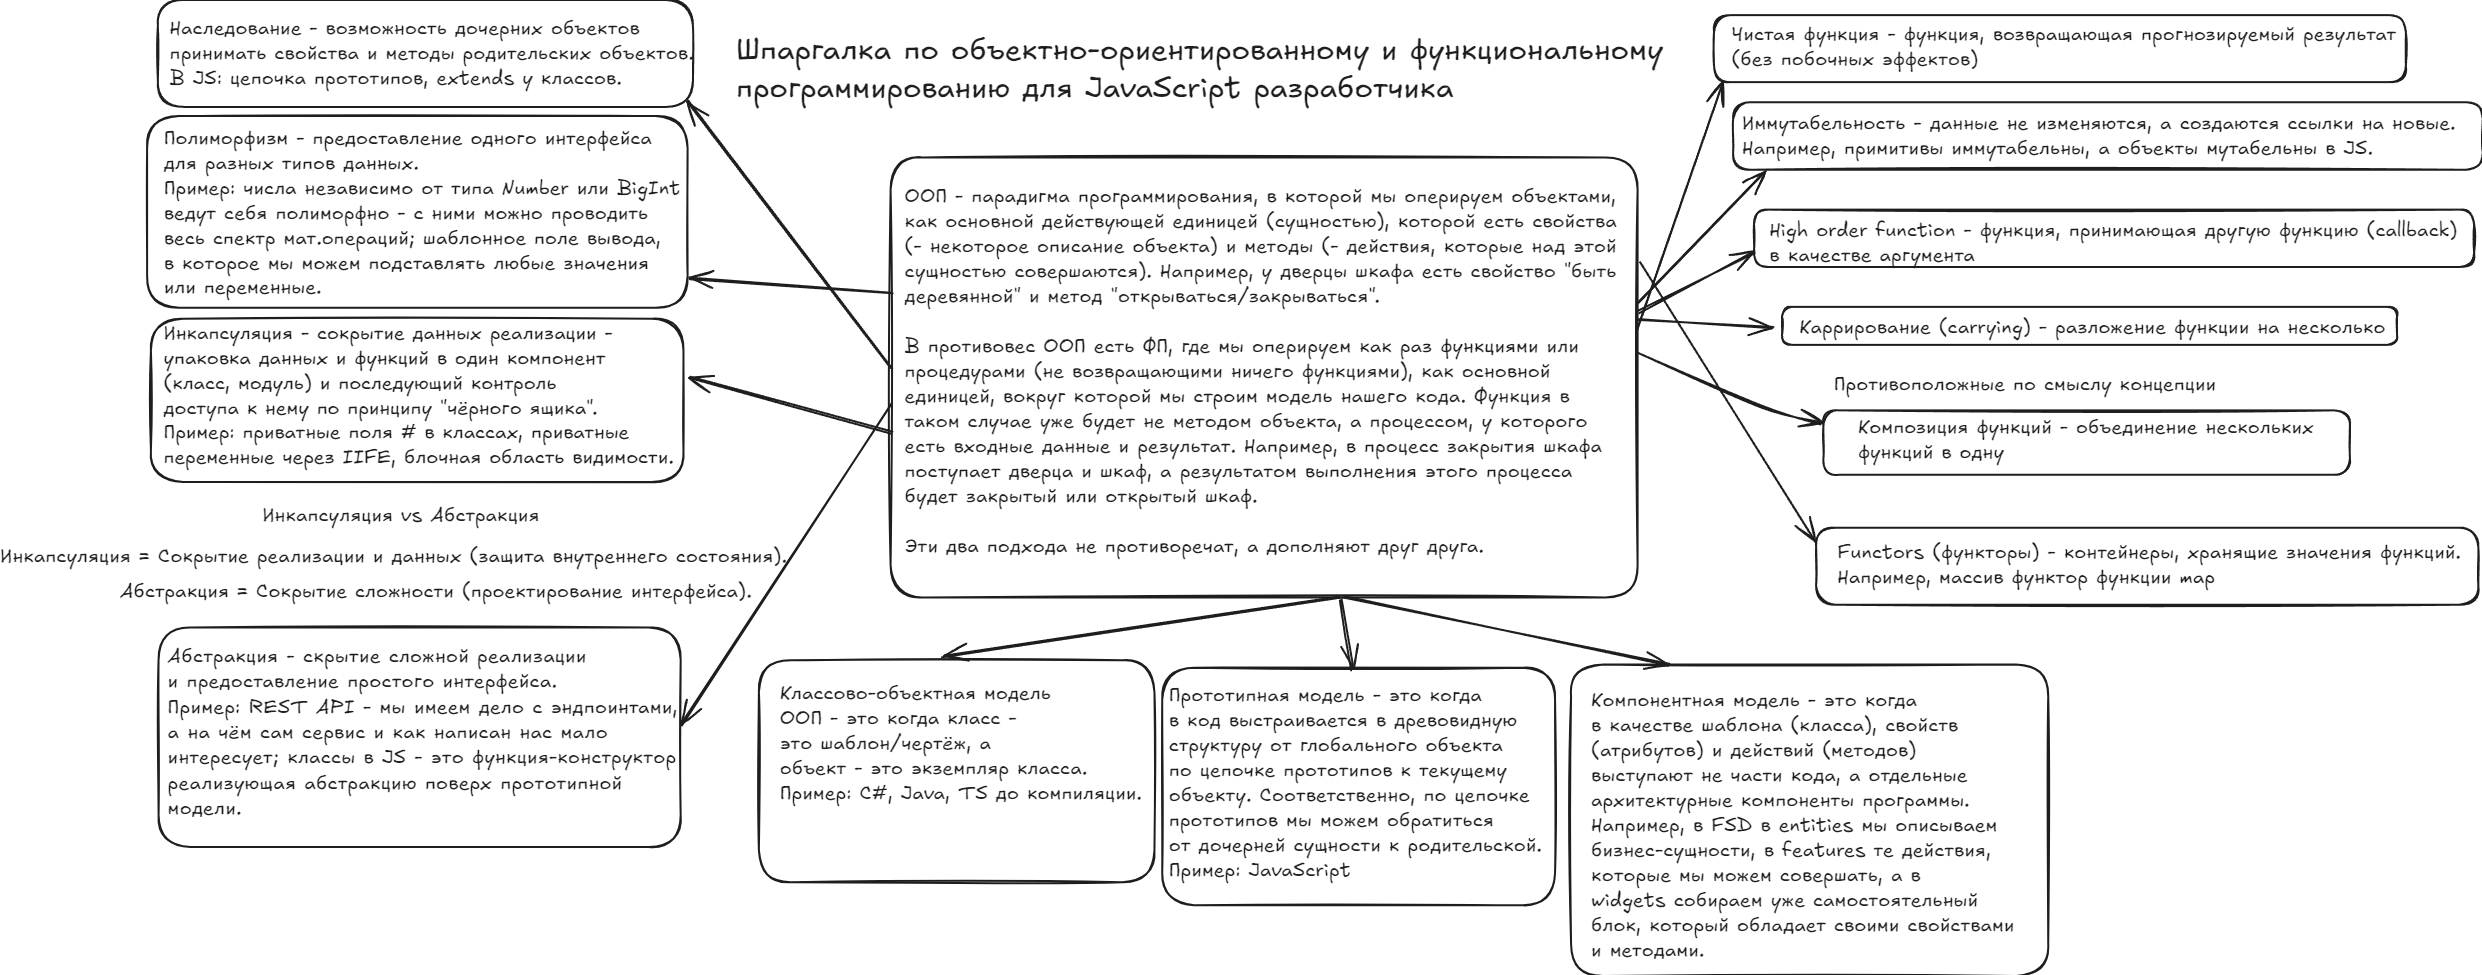 Шпаргалка по объектно-ориентированному и функциональному
программированию для JavaScript разработчика
Наследование - возможность дочерних объектов
принимать свойства и методы родительских объектов.
В JS: цепочка прототипов, extends у классов.
Полиморфизм - предоставление одного интерфейса
для разных типов данных.
Пример: числа независимо от типа Number или BigInt
ведут себя полиморфно - с ними можно проводить
весь спектр мат.операций; шаблонное поле вывода,
в которое мы можем подставлять любые значения
или переменные.
Инкапсуляция - сокрытие данных реализации -
упаковка данных и функций в один компонент
(класс, модуль) и последующий контроль
доступа к нему по принципу "чёрного ящика".
Пример: приватные поля # в классах, приватные
переменные через IIFE, блочная область видимости.
Инкапсуляция vs Абстракция
Инкапсуляция = Сокрытие реализации и данных (защита внутреннего состояния).
Абстракция = Сокрытие сложности (проектирование интерфейса).
Абстракция - скрытие сложной реализации
и предоставление простого интерфейса.
Пример: REST API - мы имеем дело с эндпоинтами,
а на чём сам сервис и как написан нас мало
интересует; классы в JS - это функция-конструктор
реализующая абстракцию поверх прототипной
модели.
ООП - парадигма программирования, в которой мы оперируем объектами,
как основной действующей единицей (сущностью), которой есть свойства
(- некоторое описание объекта) и методы (- действия, которые над этой
сущностью совершаются). Например, у дверцы шкафа есть свойство "быть
деревянной" и метод "открываться/закрываться".
В противовес ООП есть ФП, где мы оперируем как раз функциями или
процедурами (не возвращающими ничего функциями), как основной
единицей, вокруг которой мы строим модель нашего кода. Функция в
таком случае уже будет не методом объекта, а процессом, у которого
есть входные данные и результат. Например, в процесс закрытия шкафа
поступает дверца и шкаф, а результатом выполнения этого процесса
будет закрытый или открытый шкаф.
Эти два подхода не противоречат, а дополняют друг друга.
Классово-объектная модель
ООП - это когда класс -
это шаблон/чертёж, а
объект - это экземпляр класса.
Пример: C#, Java, TS до компиляции.
Прототипная модель - это когда
в код выстраивается в древовидную
структуру от глобального объекта
по цепочке прототипов к текущему
объекту. Соответственно, по цепочке
прототипов мы можем обратиться
от дочерней сущности к родительской.
Пример: JavaScript
Компонентная модель - это когда
в качестве шаблона (класса), свойств
(атрибутов) и действий (методов)
выступают не части кода, а отдельные
архитектурные компоненты программы.
Например, в FSD в entities мы описываем
бизнес-сущности, в features те действия,
которые мы можем совершать, а в
widgets собираем уже самостоятельный
блок, который обладает своими свойствами
и методами.
Чистая функция - функция, возвращающая прогнозируемый результат
(без побочных эффектов)
Иммутабельность - данные не изменяются, а создаются ссылки на новые.
Например, примитивы иммутабельны, а объекты мутабельны в JS.
High order function - функция, принимающая другую функцию (callback)
в качестве аргумента
Каррирование (carrying) - разложение функции на несколько
Противоположные по смыслу концепции
Композиция функций - объединение нескольких
функций в одну
Functors (функторы) - контейнеры, хранящие значения функций.
Например, массив функтор функции map